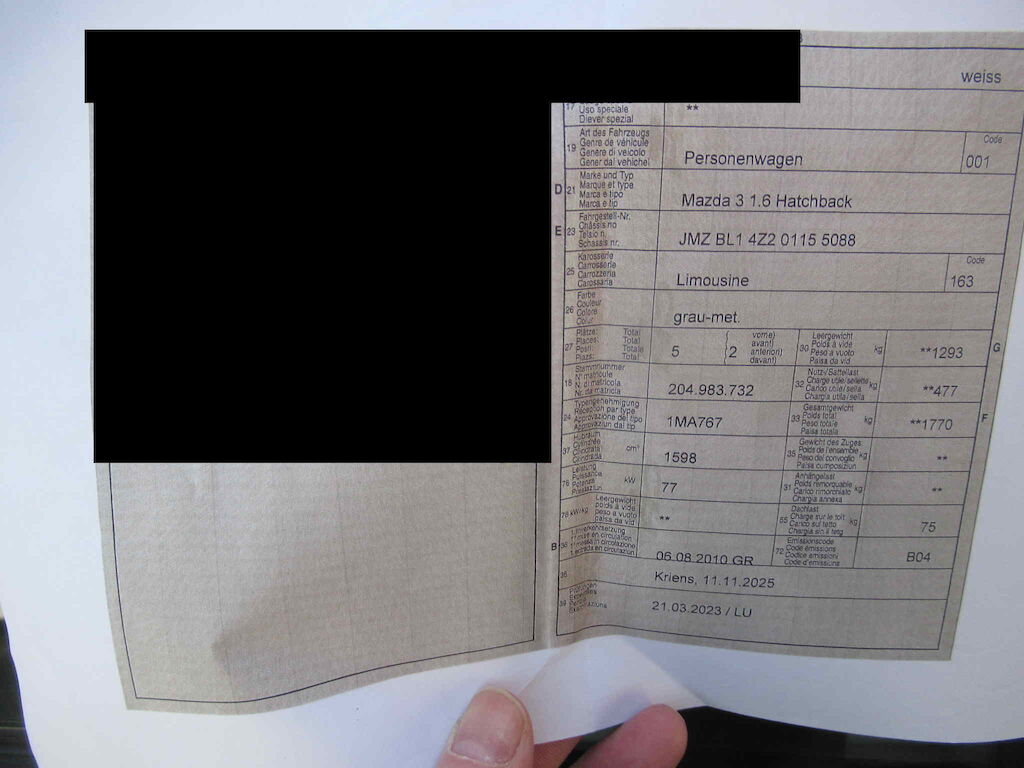 weiss
17
Uso speciale
Diever spezial
**
19
Art des Fahrzeugs
Genre de véhicule
Genere di veicolo
Gener dal vehichel
Personenwagen
Code
001
D 21
Marke und Typ
Marque et type
Marca e tipo
Marca e tip
Mazda 3 1.6 Hatchback
E 23
Fahrgestell-Nr.
Châssis no
Telaio n.
Schassis nr.
JMZ BL1 4Z2 0115 5088
25
Karosserie
Carrosserie
Carrozzeria
Carossaria
Limousine
Code
163
26
Farbe
Couleur
Colore
Colur
grau-met.
27
Plätze: Total
Places: Total
Posti: Totale
Plazs: Total
5
2
vorne)
avant)
anteriori)
davant)
30
Leergewicht
Poids à vide
Peso a vuoto
Paisa da vid
kg
**1293
G
18
Stammnummer
N° matricule
N. di matricola
Nr. da matricla
204.983.732
32
Nutz-/Sattellast
Charge utile/sellette
Carico utile/sella
Chargia utila/sella
kg
**477
24
Typengenehmigung
Réception par type
Approvazione del tipo
Approvaziun dal tip
1MA767
33
Gesamtgewicht
Poids total
Peso totale
Paisa totala
kg
**1770
F
37
Hubraum
Cylindrée
Cilindrata
Cilindrada
cm³
1598
35
Gewicht des Zuges
Poids de l'ensemble
Peso del convoglio
Paisa cumposiziun
kg
**
76
Leistung
Puissance
Potenza
Prestaziun
kW
77
31
Anhängelast
Poids remorquable
Carico rimorchiato
Chargia annexa
kg
**
78 kW/kg
Leergewicht
poids à vide
peso a vuoto
paisa da vid
**
55
Dachlast
Charge sur le toit
Carico sul tetto
Chargia sin il tetg
kg
75
B 36
1. Inverkehrsetzung
1re mise en circulation
1a messa in circolazione
1. entrada en circulaziun
06.08.2010 GR
72
Emissionscode
Code émissions
Codice emissioni
Code d'emissiuns
B04
38
Kriens, 11.11.2025
39
Prüfungen
Expertises
21.03.2023 / LU